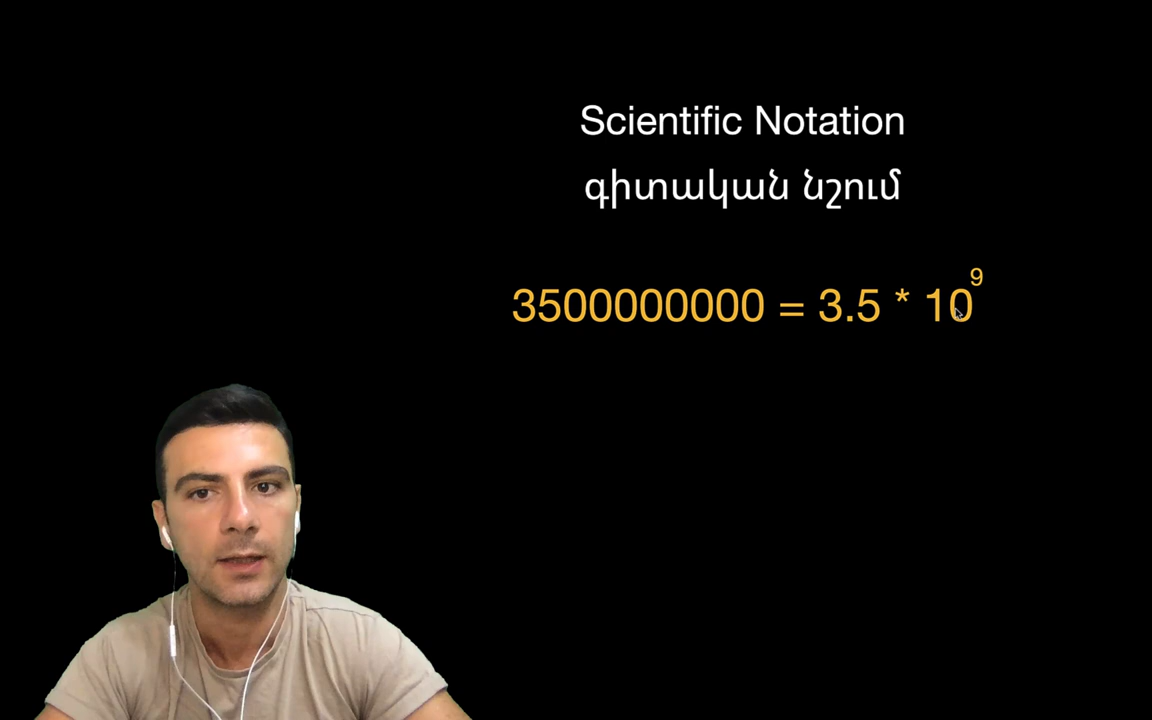 Scientific Notation
գիտական նշում
3500000000 = 3.5 * 10⁹